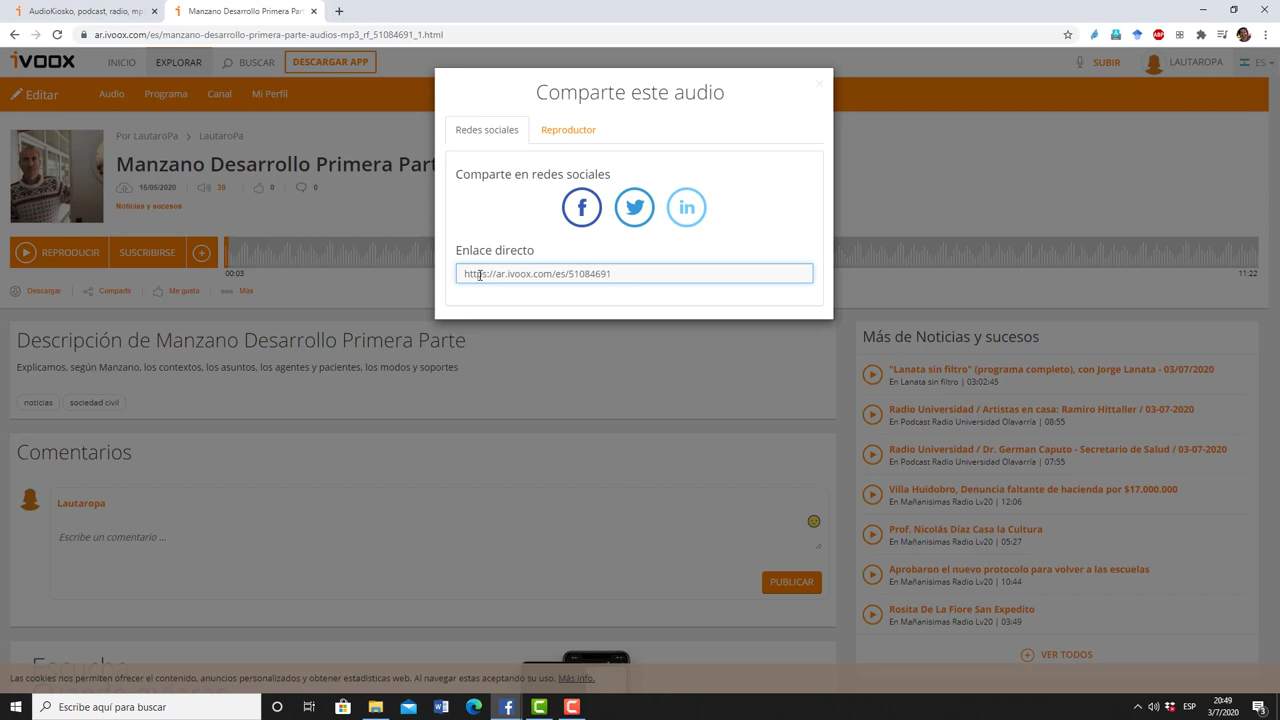 AudioKiosko, podcast, radio, mp
Manzano Desarrollo Primera Part
ar.ivoox.com/es/manzano-desarrollo-primera-parte-audios-mp3_rf_51084691_1.html
iVOOX
INICIO
EXPLORAR
BUSCAR
DESCARGAR APP
SUBIR
LAUTAROPA
ES
Editar
Audio
Programa
Canal
Mi Perfil
Por LautaroPa
LautaroPa
Manzano Desarrollo Primera Part
15/05/2020
39
0
0
Noticias y sucesos
REPRODUCIR
SUSCRIBIRSE
00:03
11:22
Descargar
Compartir
Me gusta
Más
Comparte este audio
Redes sociales
Reproductor
Comparte en redes sociales
Enlace directo
https://ar.ivoox.com/es/51084691
Descripción de Manzano Desarrollo Primera Parte
Explicamos, según Manzano, los contextos, los asuntos, los agentes y pacientes, los modos y soportes
noticias
sociedad civil
Comentarios
Lautaropa
Escribe un comentario ...
PUBLICAR
Más de Noticias y sucesos
"Lanata sin filtro" (programa completo), con Jorge Lanata - 03/07/2020
En Lanata sin filtro | 03:02:45
Radio Universidad / Artistas en casa: Ramiro Hittaller / 03-07-2020
En Podcast Radio Universidad Olavarría | 08:55
Radio Universidad / Dr. German Caputo - Secretario de Salud / 03-07-2020
En Podcast Radio Universidad Olavarría | 07:55
Villa Huidobro, Denuncia faltante de hacienda por $17.000.000
En Mañanisimas Radio Lv20 | 12:06
Prof. Nicolás Díaz Casa la Cultura
En Mañanisimas Radio Lv20 | 05:27
Aprobaron el nuevo protocolo para volver a las escuelas
En Mañanisimas Radio Lv20 | 10:44
Rosita De La Fiore San Expedito
En Mañanisimas Radio Lv20 | 03:49
VER TODOS
Escucha
Las cookies nos permiten ofrecer el contenido, anuncios personalizados y obtener estadisticas web. Al navegar estas aceptando su uso. Más info.
Escribe aquí para buscar
ESP
20:49
3/7/2020